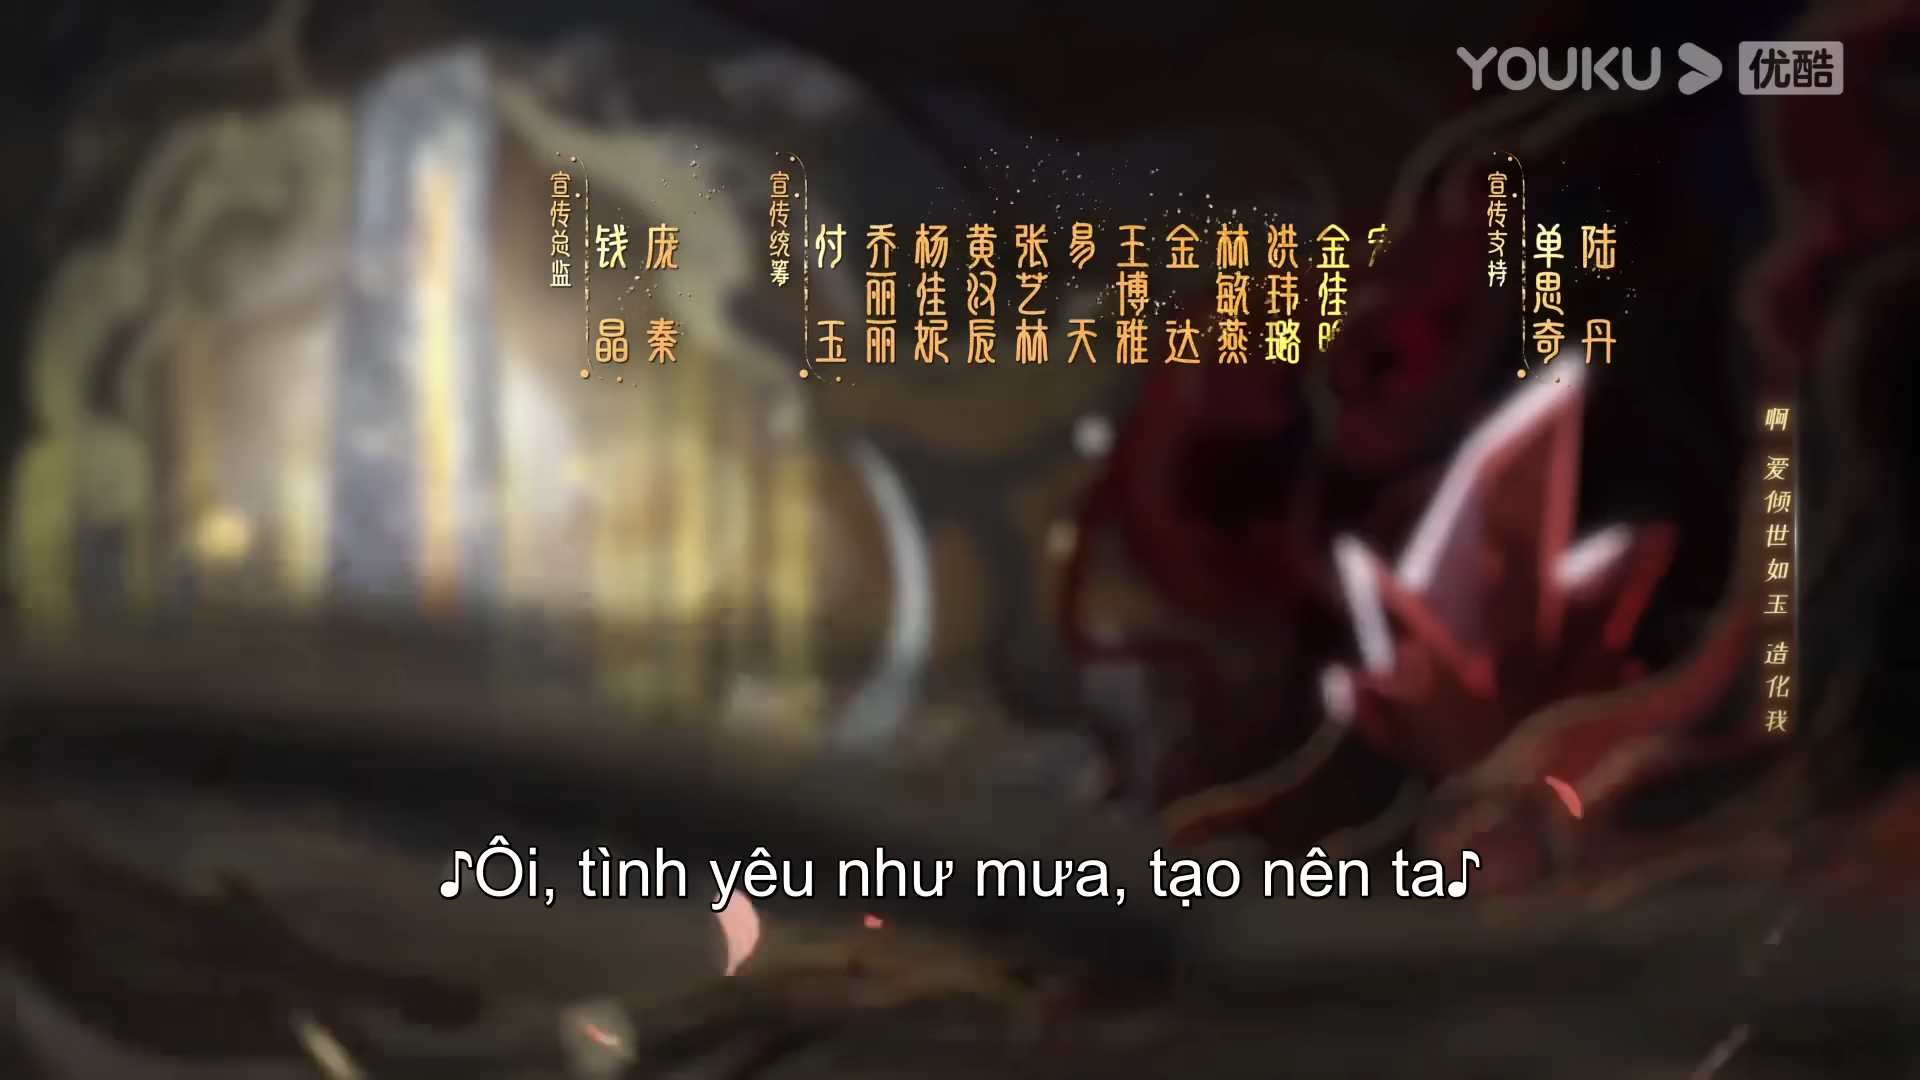 YOUKU 优酷
宣传总监
钱晶
庞秦
宣传统筹
付玉
乔丽丽
杨佳妮
黄汉辰
张艺林
易天
王博雅
金达
林敏燕
洪玮璐
金佳
宣传支持
单思奇
陆丹
啊 爱倾世如玉 造化我
♪Ôi, tình yêu như mưa, tạo nên ta♪